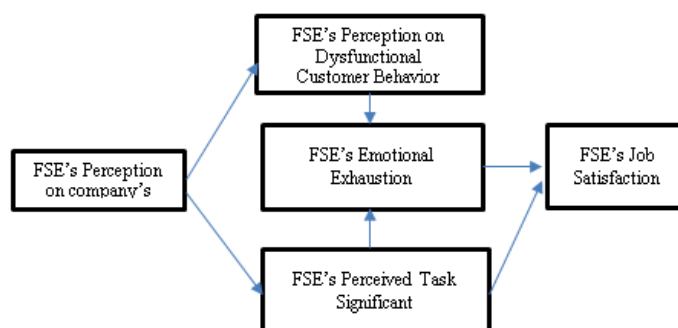 FSE's Perception on
Dysfunctional
Customer Behavior
FSE's Perception
on company's
FSE's Emotional
Exhaustion
FSE's Job
Satisfaction
FSE's Perceived Task
Significant